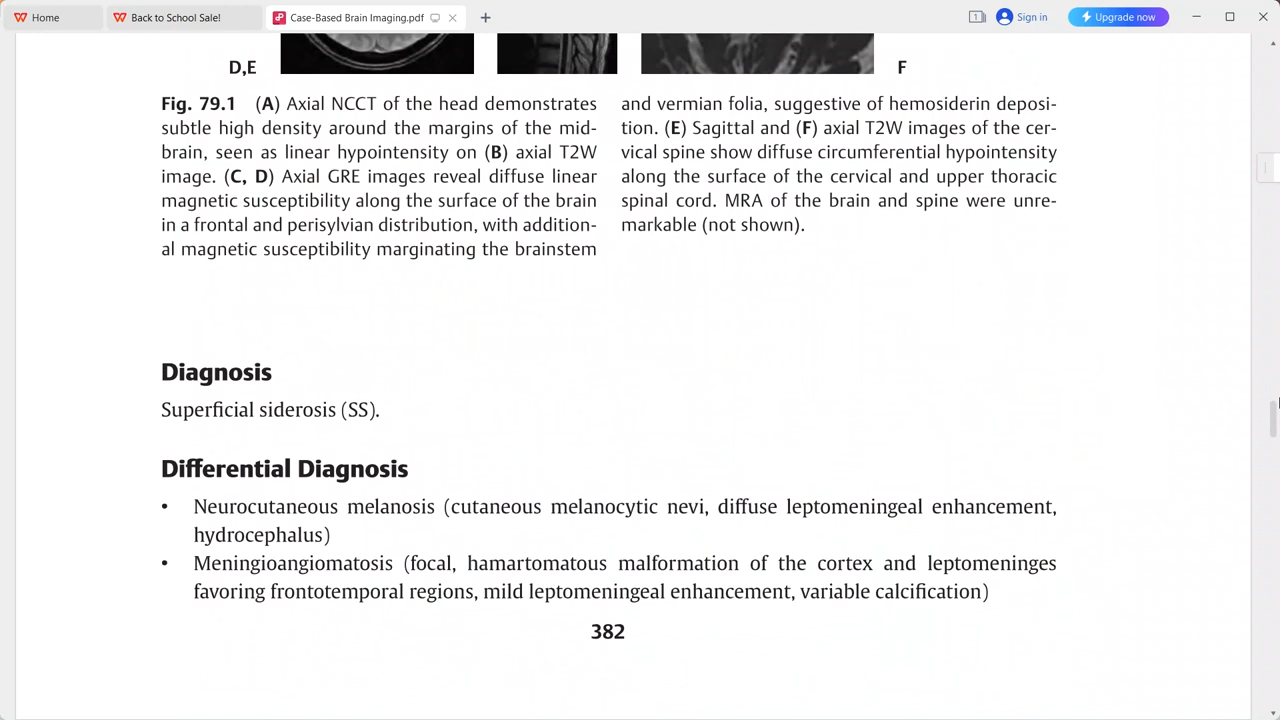 Home
Back to School Sale!
Case-Based Brain Imaging.pdf
1
Sign in
Upgrade now
D,E
F
Fig. 79.1 (A) Axial NCCT of the head demonstrates
subtle high density around the margins of the mid-
brain, seen as linear hypointensity on (B) axial T2W
image. (C, D) Axial GRE images reveal diffuse linear
magnetic susceptibility along the surface of the brain
in a frontal and perisylvian distribution, with addition-
al magnetic susceptibility marginating the brainstem
and vermian folia, suggestive of hemosiderin deposi-
tion. (E) Sagittal and (F) axial T2W images of the cer-
vical spine show diffuse circumferential hypointensity
along the surface of the cervical and upper thoracic
spinal cord. MRA of the brain and spine were unre-
markable (not shown).
Diagnosis
Superficial siderosis (SS).
Differential Diagnosis
• Neurocutaneous melanosis (cutaneous melanocytic nevi, diffuse leptomeningeal enhancement,
hydrocephalus)
• Meningioangiomatosis (focal, hamartomatous malformation of the cortex and leptomeninges
favoring frontotemporal regions, mild leptomeningeal enhancement, variable calcification)
382